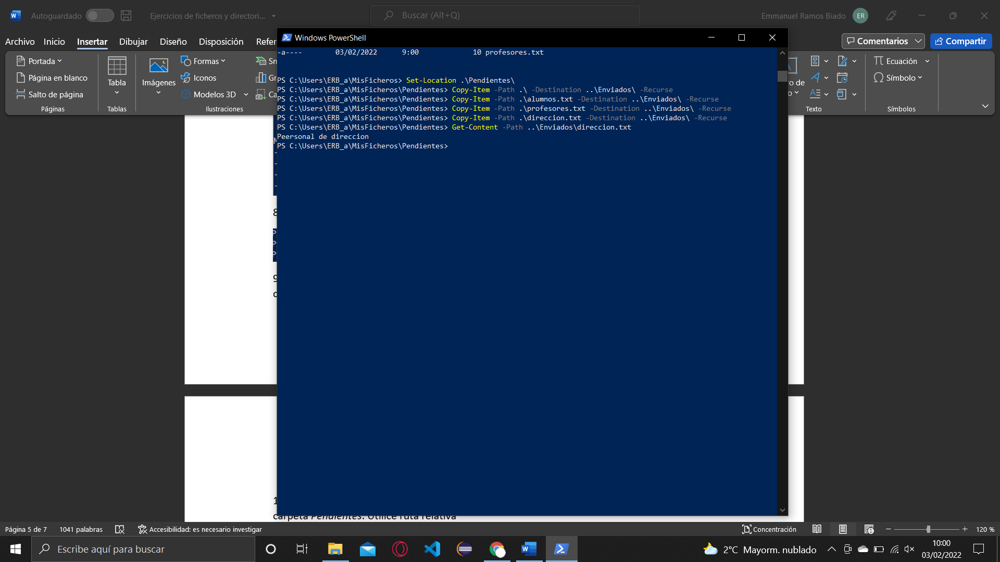 Autoguardado
Ejercicios de ficheros y directori...
Buscar (Alt+Q)
Emmanuel Ramos Biado
ER
Archivo Inicio Insertar Dibujar Diseño Disposición Refer
Comentarios
Compartir
Portada
Página en blanco
Salto de página
Páginas
Tabla
Tablas
Imágenes
Formas
Iconos
Modelos 3D
Sm
Gr
Ca
Ilustraciones
ro de
o
Texto
Ecuación
Símbolo
Símbolos
Windows PowerShell
-a---- 03/02/2022 9:00 10 profesores.txt
PS C:\Users\ERB_a\MisFicheros> Set-Location .\Pendientes\
PS C:\Users\ERB_a\MisFicheros\Pendientes> Copy-Item -Path .\ -Destination ..\Enviados\ -Recurse
PS C:\Users\ERB_a\MisFicheros\Pendientes> Copy-Item -Path .\alumnos.txt -Destination ..\Enviados\ -Recurse
PS C:\Users\ERB_a\MisFicheros\Pendientes> Copy-Item -Path .\profesores.txt -Destination ..\Enviados\ -Recurse
PS C:\Users\ERB_a\MisFicheros\Pendientes> Copy-Item -Path .\direccion.txt -Destination ..\Enviados\ -Recurse
PS C:\Users\ERB_a\MisFicheros\Pendientes> Get-Content -Path ..\Enviados\direccion.txt
Peersonal de direccion
PS C:\Users\ERB_a\MisFicheros\Pendientes>
8
9
1
carpeta Pendientes. Utilice ruta relativa
Página 5 de 7
1041 palabras
Accesibilidad: es necesario investigar
Concentración
120 %
Escribe aquí para buscar
2°C Mayorm. nublado
10:00
03/02/2022